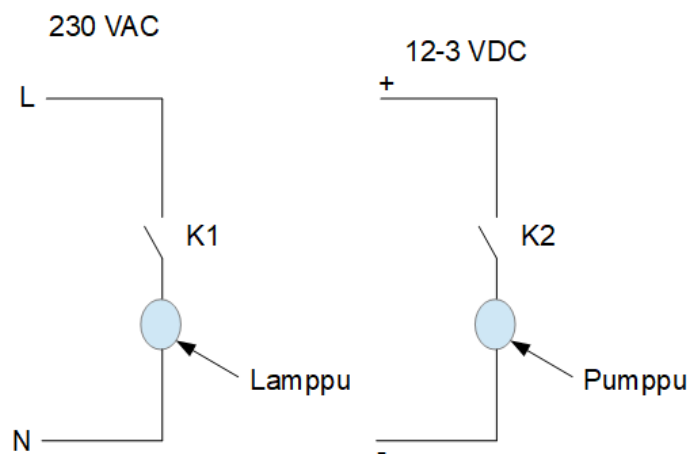 230 VAC
12-3 VDC
L
+
K1
K2
Lamppu
Pumppu
N
-